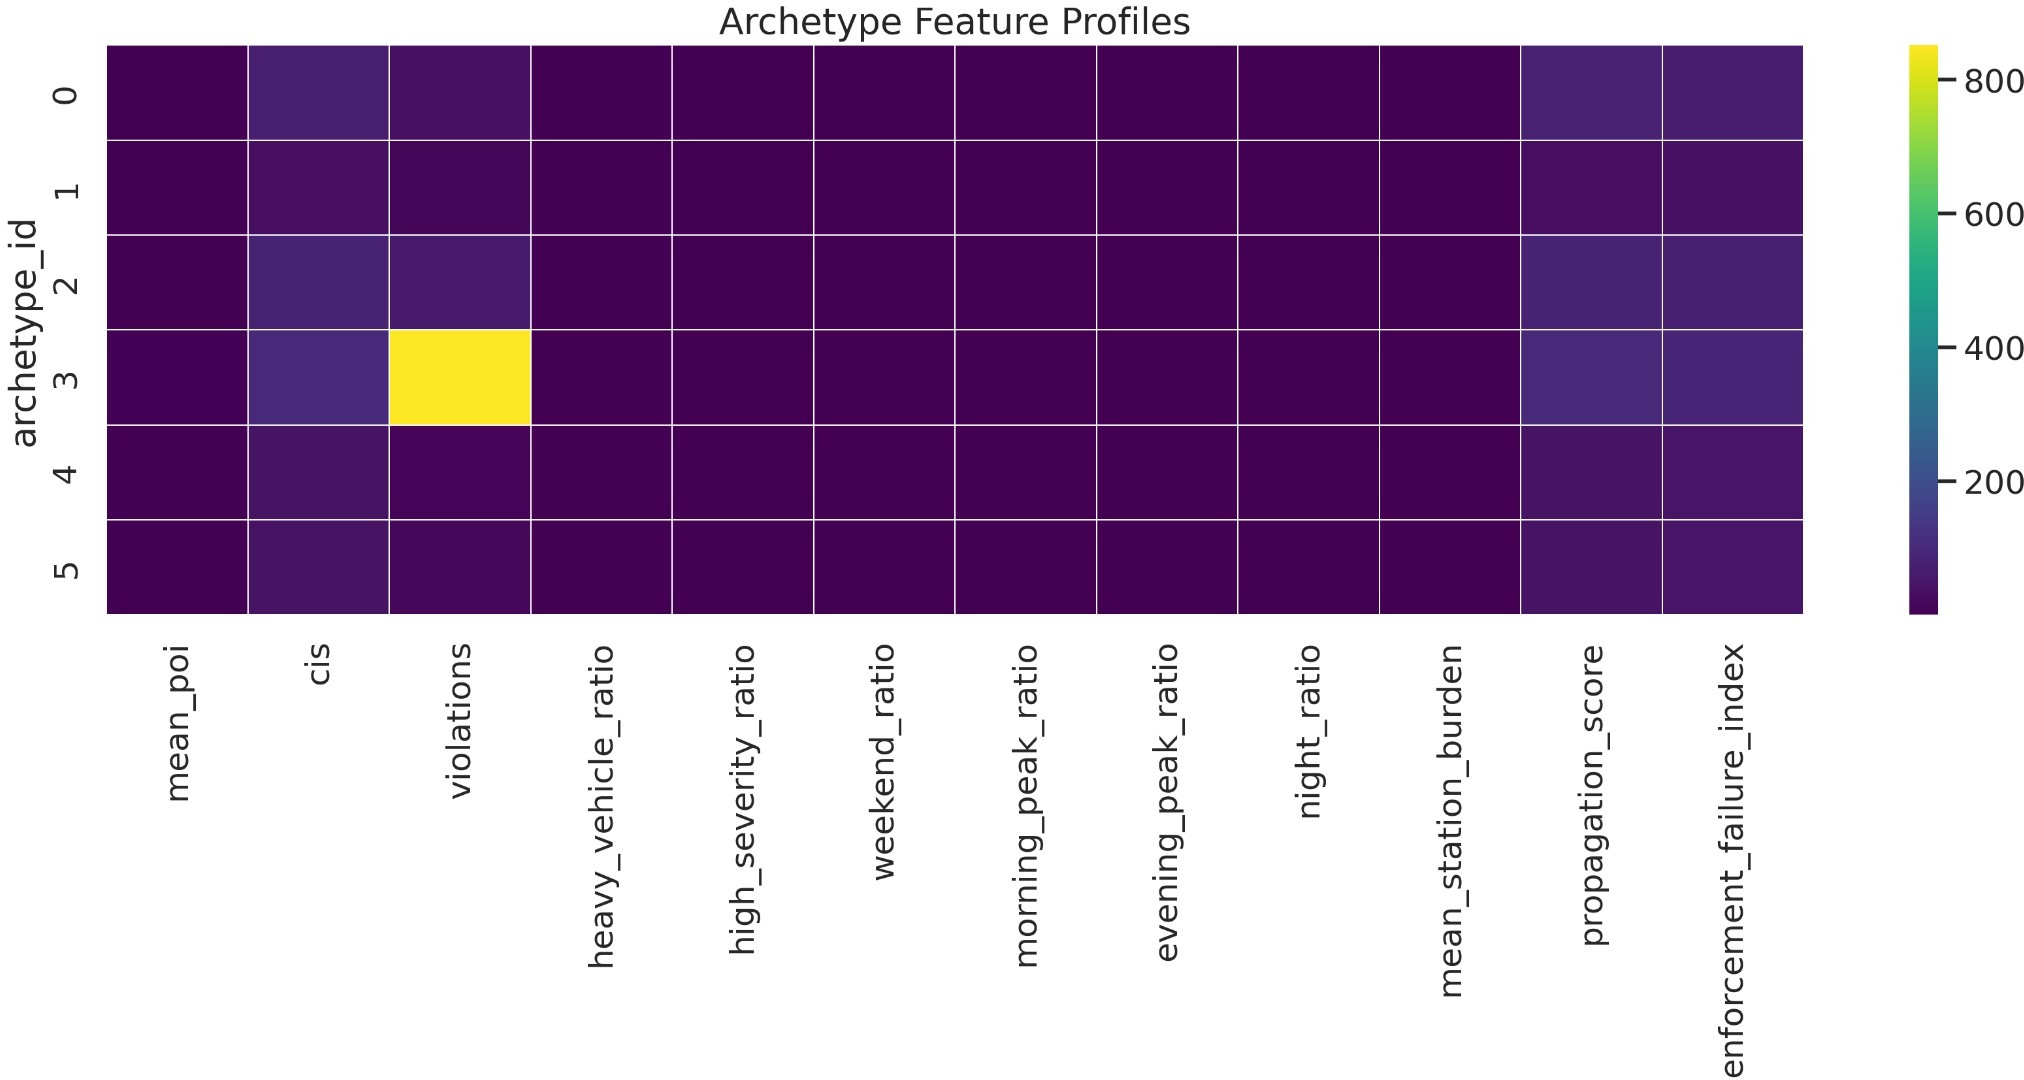 Archetype Feature Profiles
archetype_id
0
1
2
3
4
5
mean_poi
cis
violations
heavy_vehicle_ratio
high_severity_ratio
weekend_ratio
morning_peak_ratio
evening_peak_ratio
night_ratio
mean_station_burden
propagation_score
enforcement_failure_index
800
600
400
200